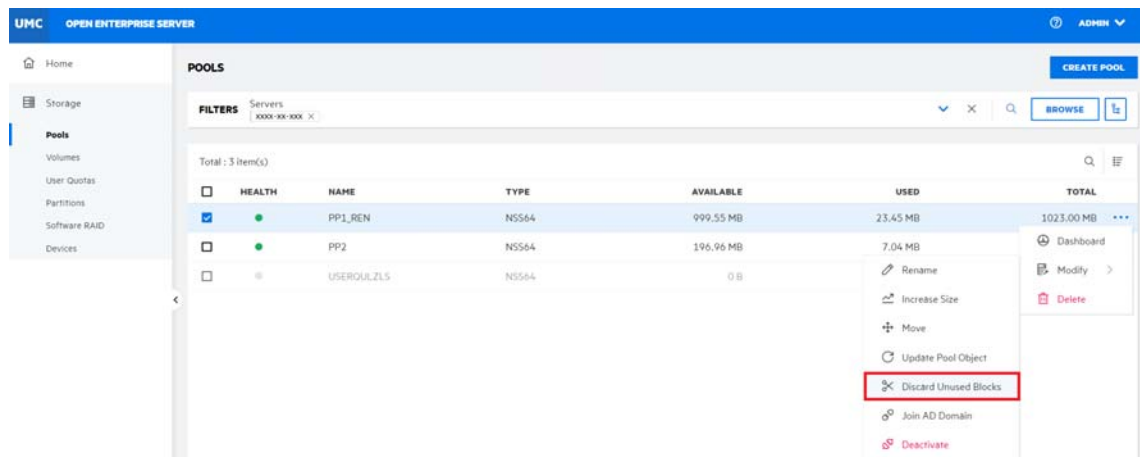 UMC OPEN ENTERPRISE SERVER ADMIN
Home
Storage
Pools
Volumes
User Quotas
Partitions
Software RAID
Devices
POOLS CREATE POOL
FILTERS Servers BROWSE
xxxx-xx-xxx
Total : 3 item(s)
HEALTH NAME TYPE AVAILABLE USED TOTAL
PP1_REN NSS64 999.55 MB 23.45 MB 1023.00 MB
PP2 NSS64 196.96 MB 7.04 MB
NSS64 0 B
Dashboard
Modify
Delete
Rename
Increase Size
Move
Update Pool Object
Discard Unused Blocks
Join AD Domain
Deactivate